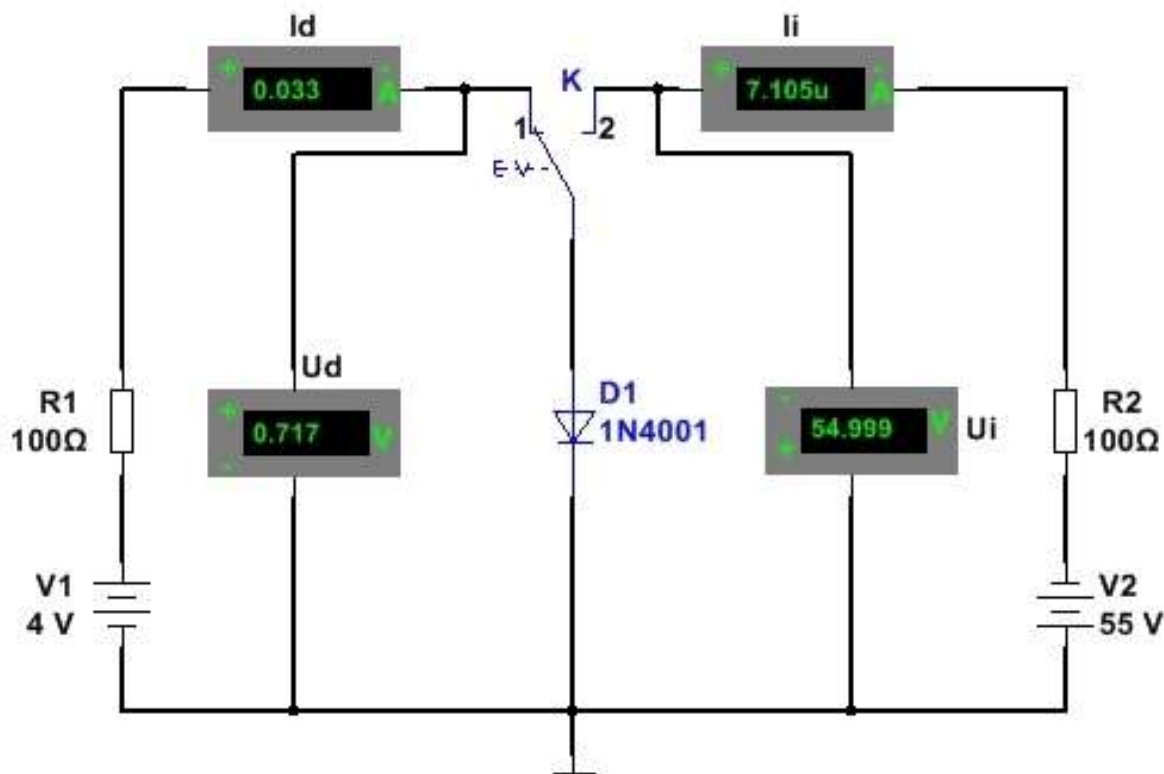 Id
Ii
+
-
0.033
A
K
+
-
7.105u
A
1
2
Ud
+
-
0.717
V
R1
100Ω
D1
1N4001
-
+
54.999
V
Ui
R2
100Ω
V1
4 V
V2
55 V